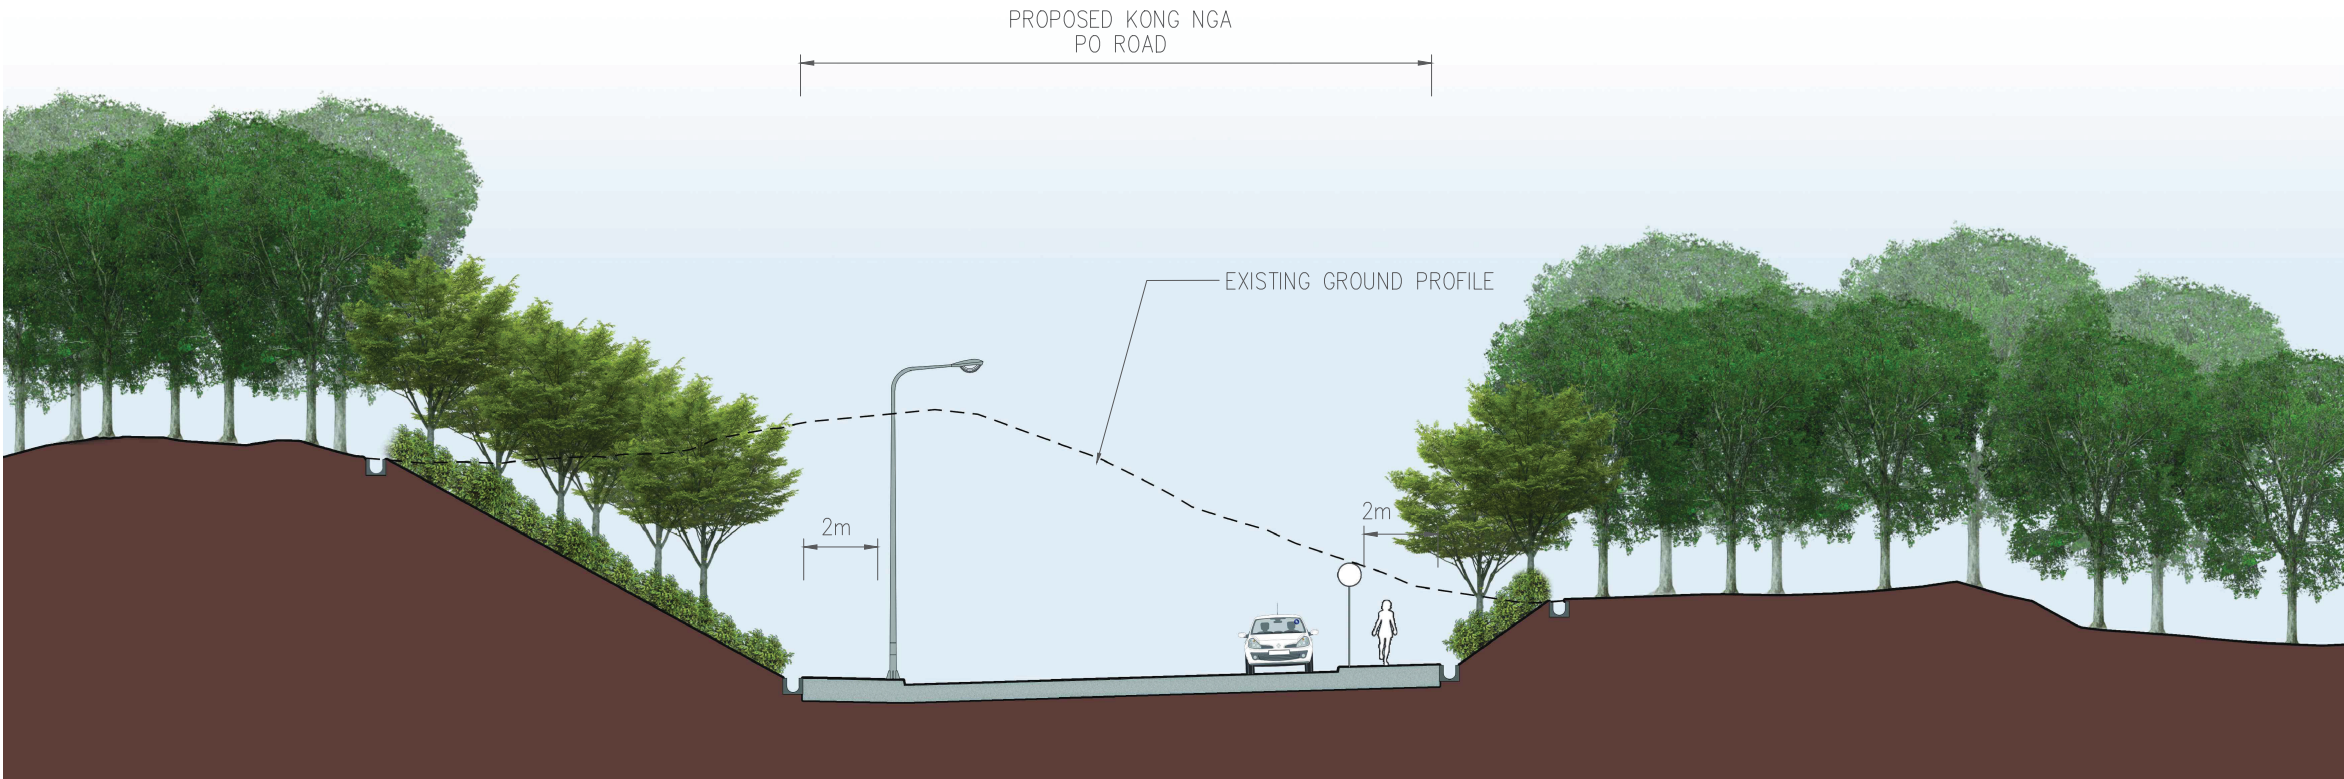 PROPOSED KONG NGA
PO ROAD
EXISTING GROUND PROFILE
2m
2m